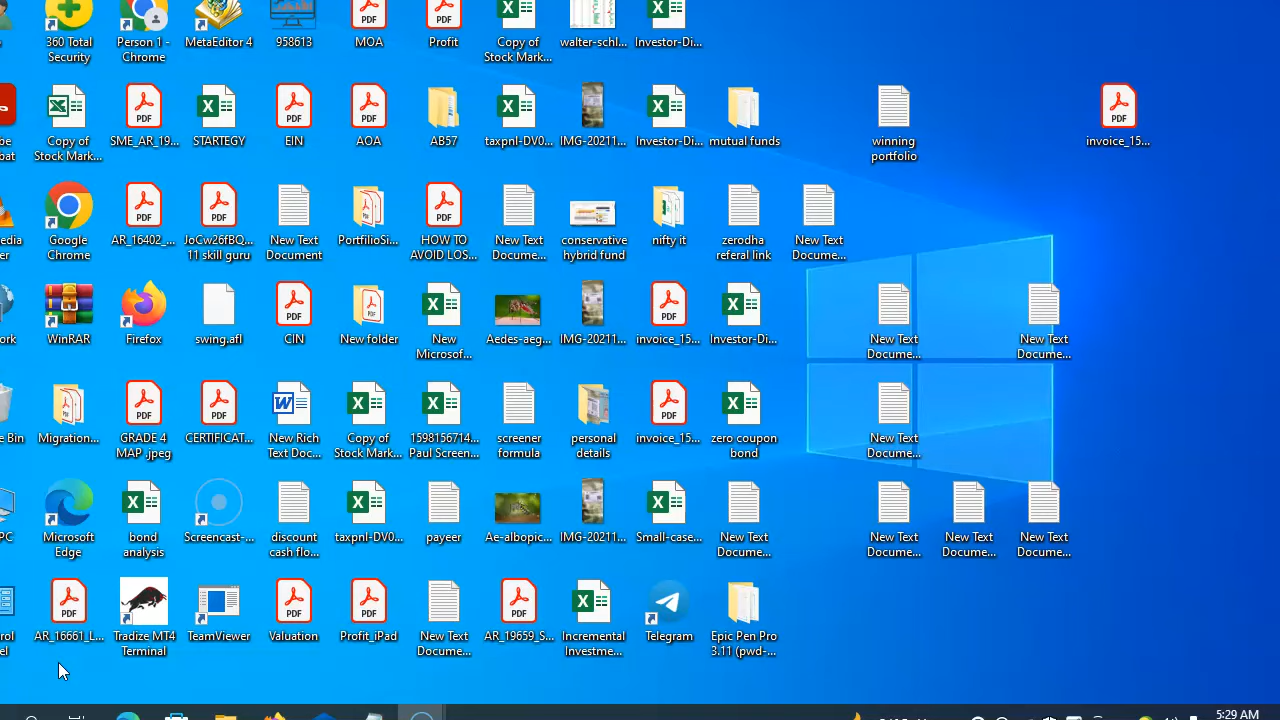 360 Total
Security
Person 1 -
Chrome
MetaEditor 4
958613
MOA
Profit
Copy of
Stock Mark...
walter-schl...
Investor-Di...
Copy of
Stock Mark...
SME_AR_19...
STARTEGY
EIN
AOA
AB57
taxpnl-DV0...
IMG-20211...
Investor-Di...
mutual funds
winning
portfolio
invoice_15...
Google
Chrome
AR_16402_...
JoCw26fBQ...
11 skill guru
New Text
Document
PortfilioSi...
HOW TO
AVOID LOS...
New Text
Docume...
conservative
hybrid fund
nifty it
zerodha
referal link
New Text
Docume...
WinRAR
Firefox
swing.afl
CIN
New folder
New
Microsof...
Aedes-aeg...
IMG-20211...
invoice_15...
Investor-Di...
New Text
Docume...
New Text
Docume...
e Bin
Migration...
GRADE 4
MAP .jpeg
CERTIFICAT...
New Rich
Text Doc...
Copy of
Stock Mark...
1598156714...
Paul Screen...
screener
formula
personal
details
invoice_15...
zero coupon
bond
New Text
Docume...
PC
Microsoft
Edge
bond
analysis
Screencast-...
discount
cash flo...
taxpnl-DV0...
payeer
Ae-albopic...
IMG-20211...
Small-case...
New Text
Docume...
New Text
Docume...
New Text
Docume...
New Text
Docume...
AR_16661_L...
Tradize MT4
Terminal
TeamViewer
Valuation
Profit_iPad
New Text
Docume...
AR_19659_S...
Incremental
Investme...
Telegram
Epic Pen Pro
3.11 (pwd-...
5:29 AM